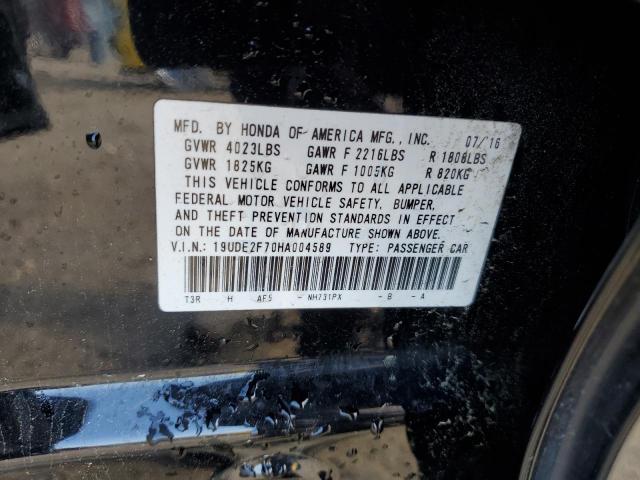 MFD. BY HONDA OF AMERICA MFG., INC. 07/16
GVWR 4023LBS GAWR F 2216LBS R 1808LBS
GVWR 1825KG GAWR F 1005KG R 820KG
THIS VEHICLE CONFORMS TO ALL APPLICABLE
FEDERAL MOTOR VEHICLE SAFETY, BUMPER,
AND THEFT PREVENTION STANDARDS IN EFFECT
ON THE DATE OF MANUFACTURE SHOWN ABOVE.
V.I.N.: 19UDE2F70HA004589 TYPE: PASSENGER CAR
T3R H AF5 - NH731PX - B - A